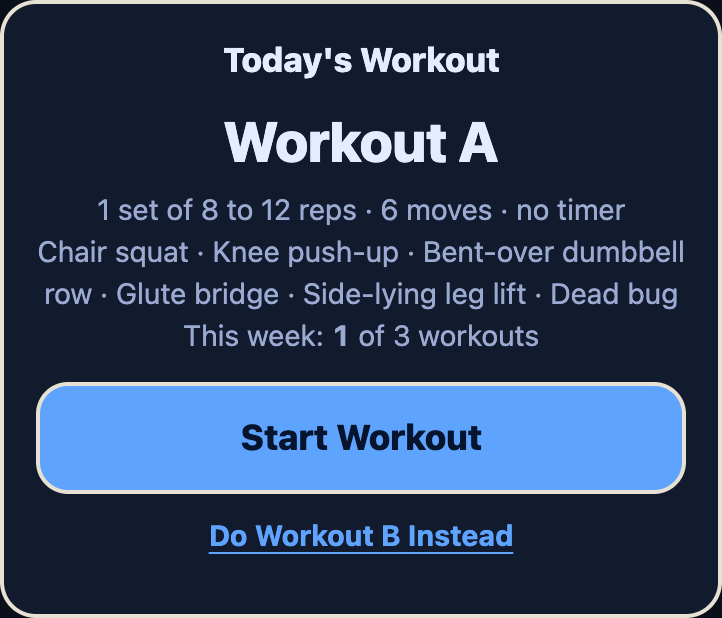 Today's Workout
Workout A
1 set of 8 to 12 reps · 6 moves · no timer
Chair squat · Knee push-up · Bent-over dumbbell
row · Glute bridge · Side-lying leg lift · Dead bug
This week: 1 of 3 workouts
Start Workout
Do Workout B Instead